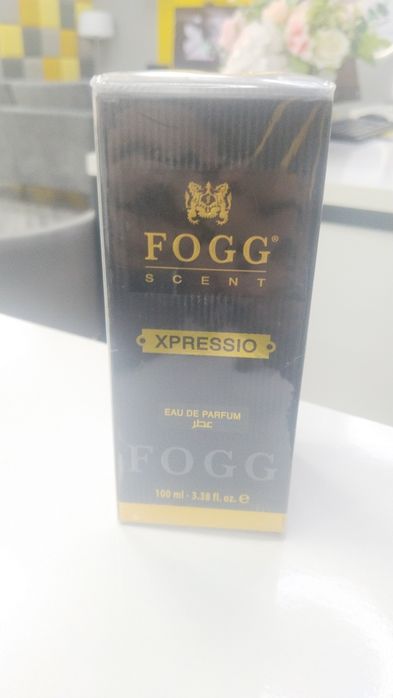 FOGG®
SCENT
XPRESSIO
EAU DE PARFUM
عطر
FOGG
100 ml - 3.38 fl. oz. ℮